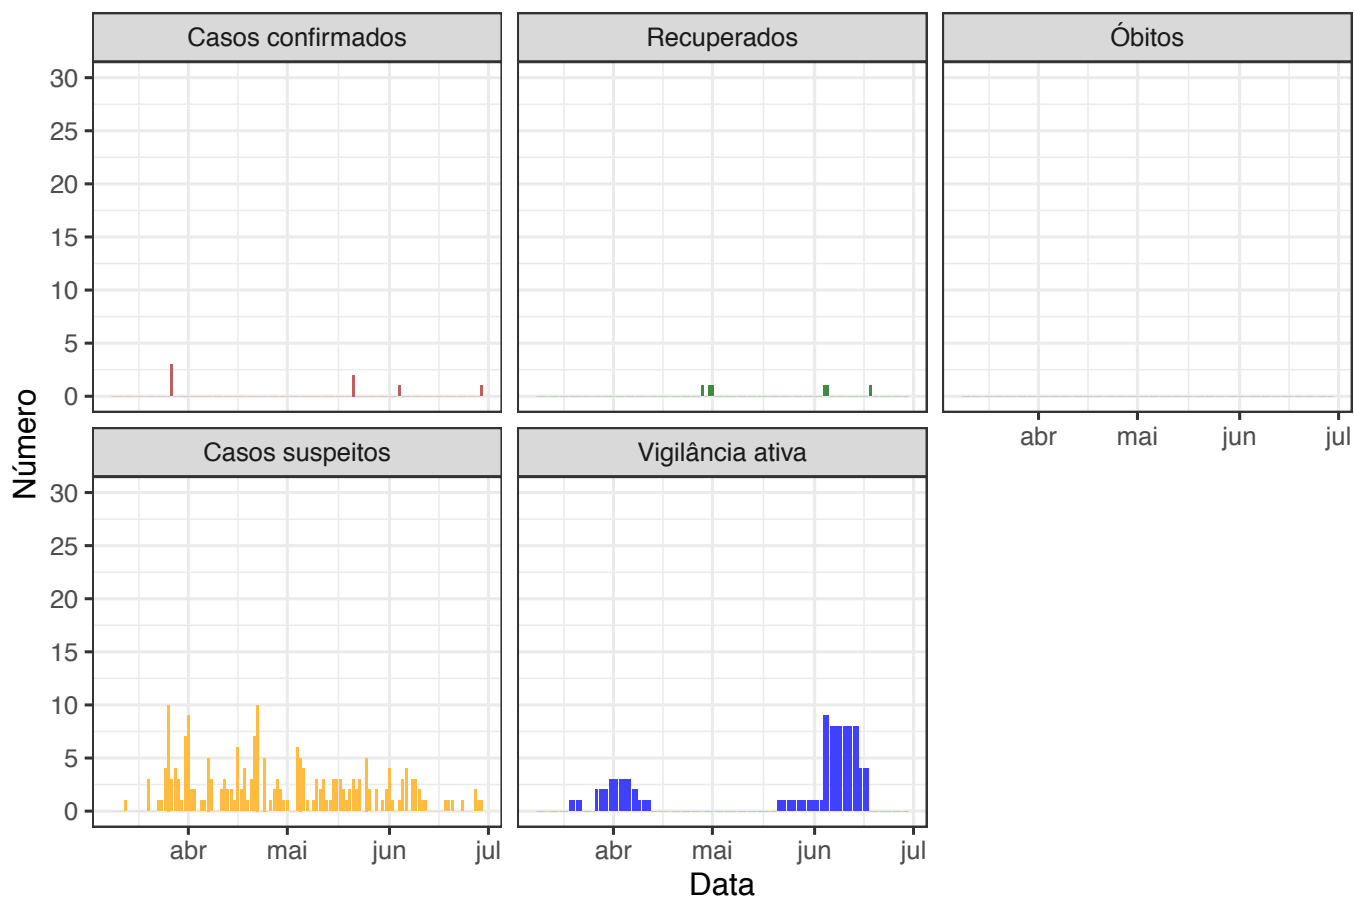 Casos confirmados
Recuperados
Óbitos
30
25
20
15
10
5
0
abr mai jun jul
Número
Casos suspeitos
Vigilância ativa
30
25
20
15
10
5
0
abr mai jun jul
abr mai jun jul
Data